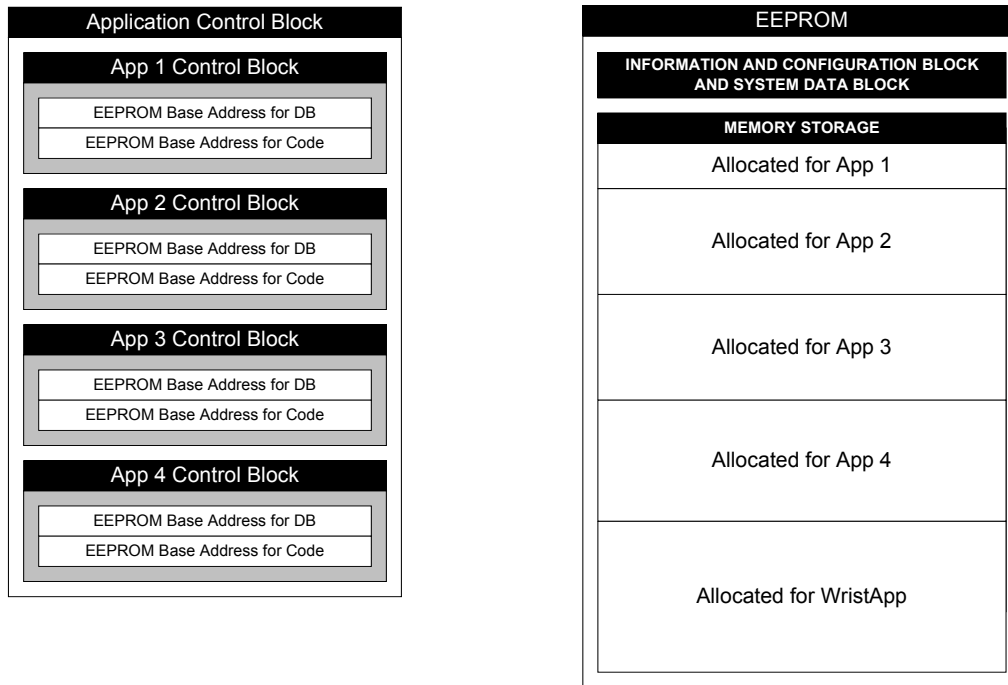 Application Control Block
App 1 Control Block
EEPROM Base Address for DB
EEPROM Base Address for Code
App 2 Control Block
EEPROM Base Address for DB
EEPROM Base Address for Code
App 3 Control Block
EEPROM Base Address for DB
EEPROM Base Address for Code
App 4 Control Block
EEPROM Base Address for DB
EEPROM Base Address for Code
EEPROM
INFORMATION AND CONFIGURATION BLOCK
AND SYSTEM DATA BLOCK
MEMORY STORAGE
Allocated for App 1
Allocated for App 2
Allocated for App 3
Allocated for App 4
Allocated for WristApp